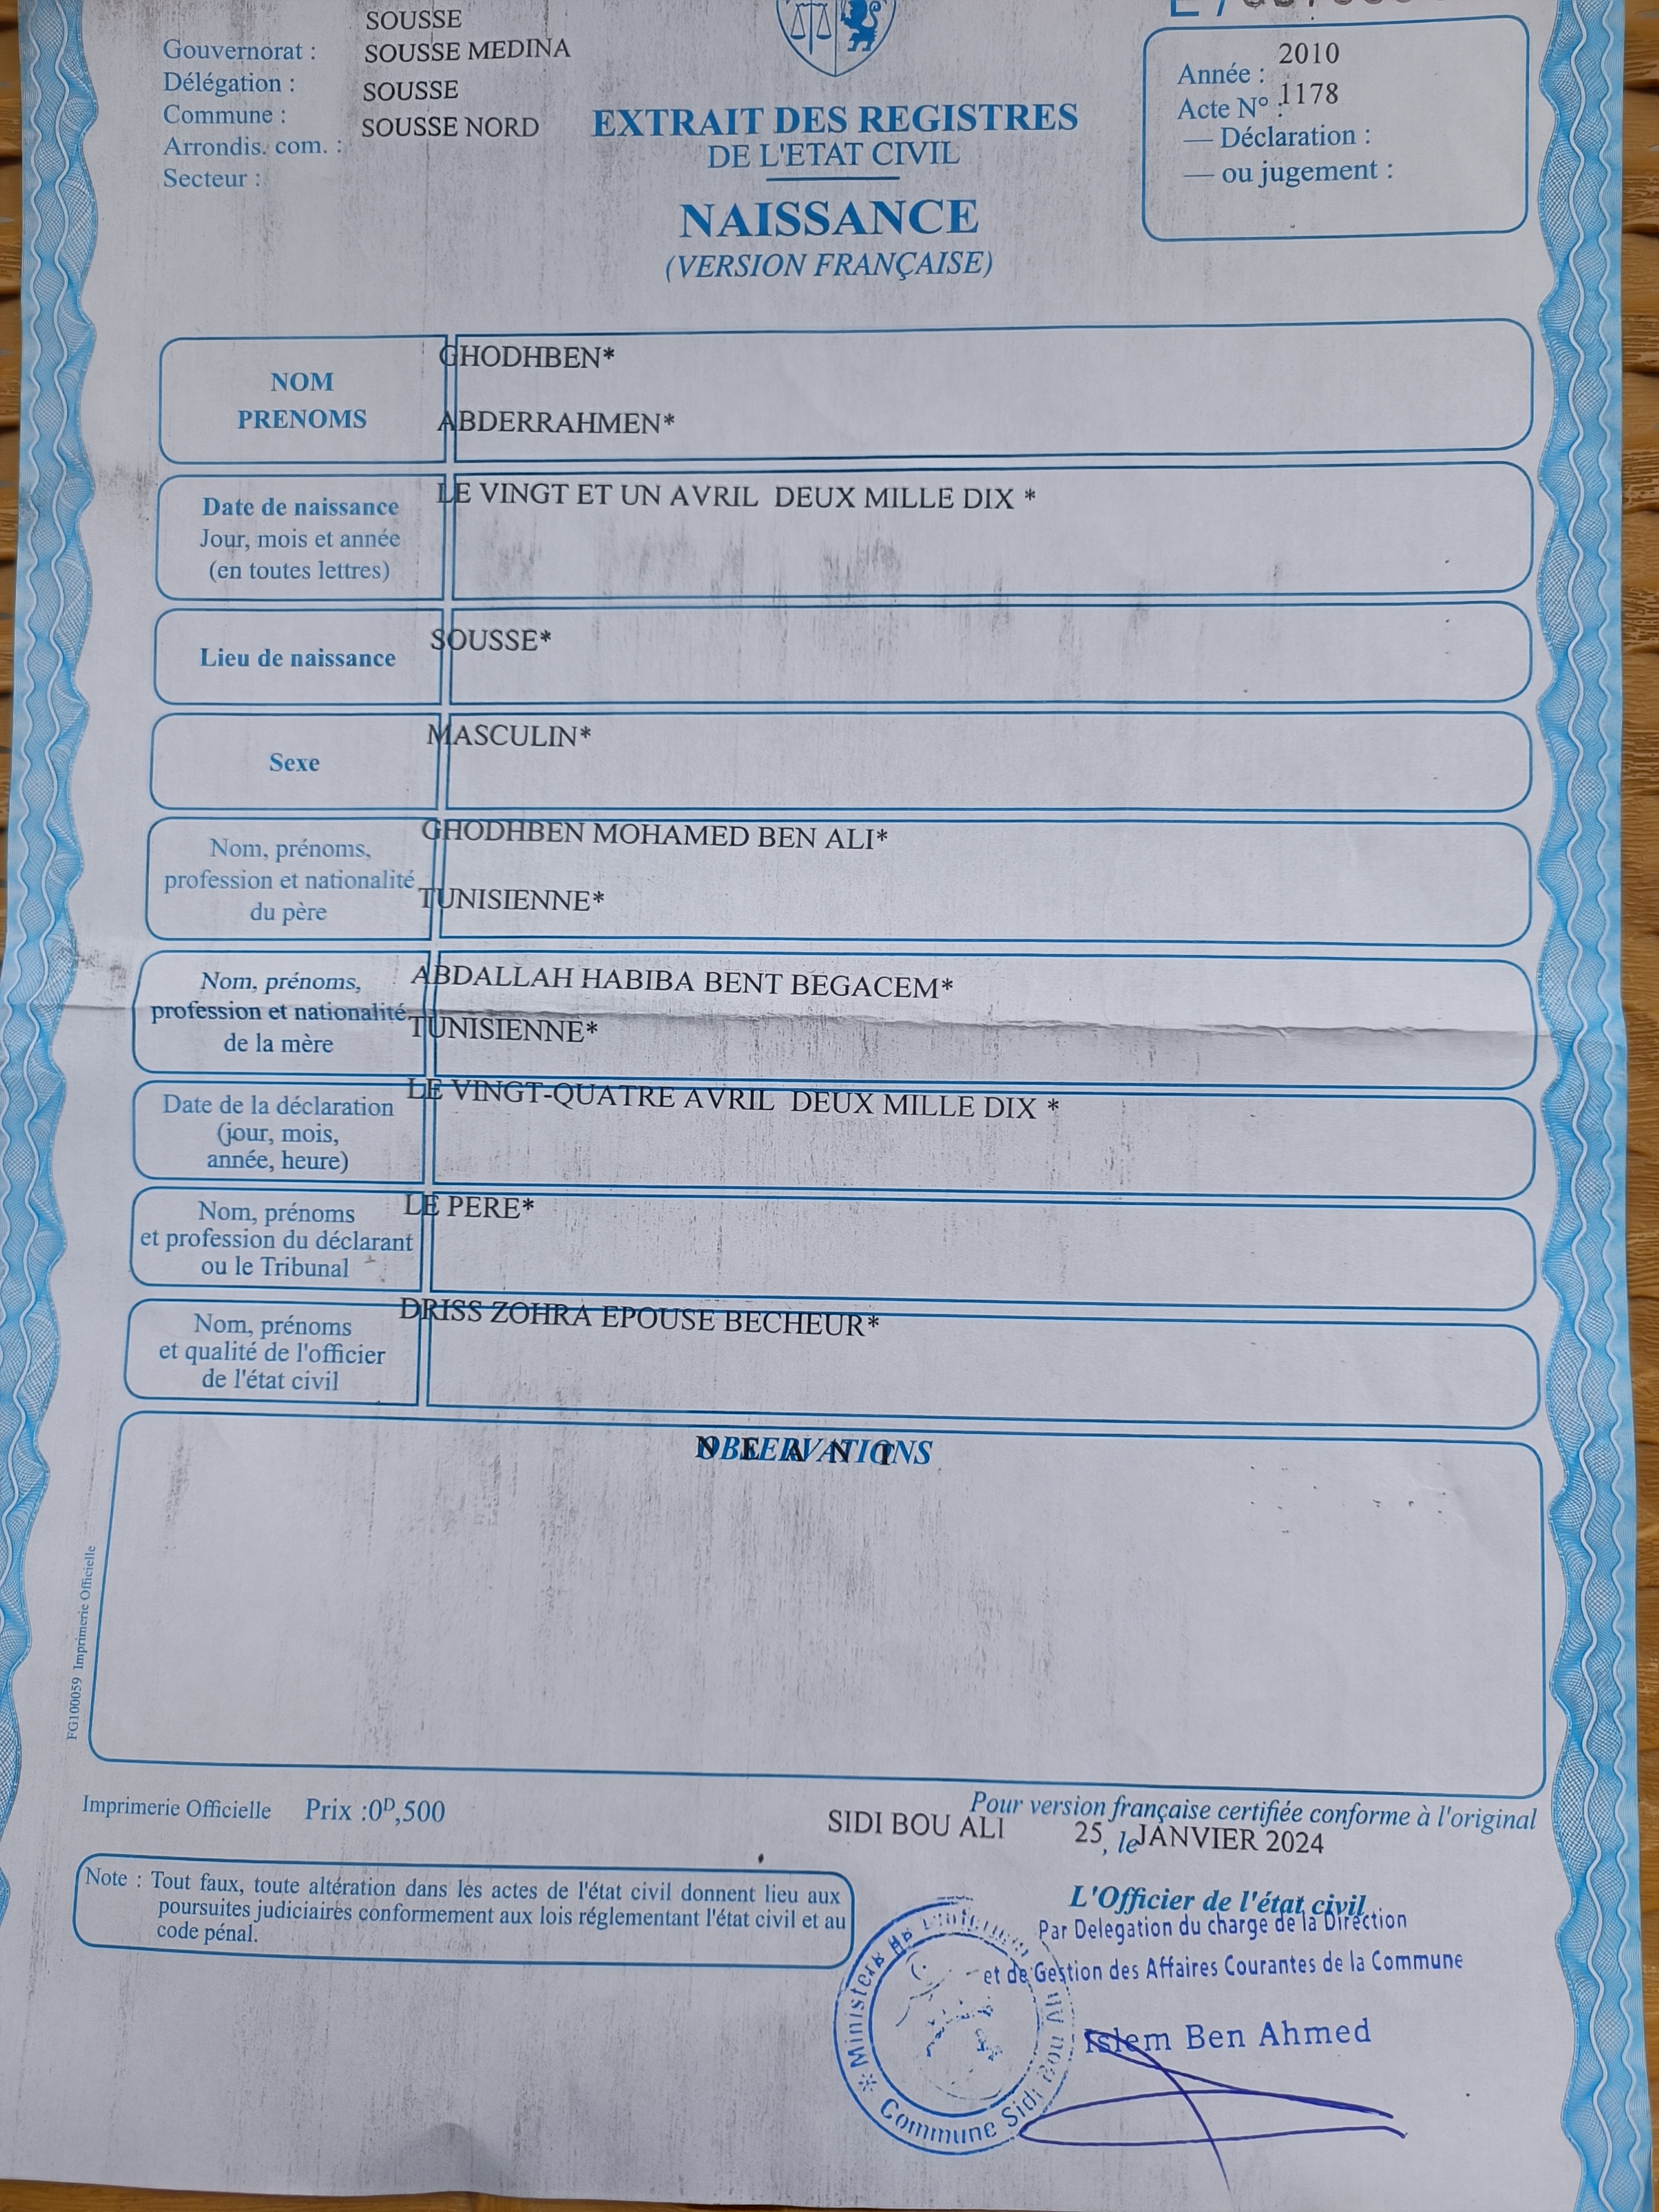 SOUSSE
Gouvernorat : SOUSSE MEDINA
Délégation : SOUSSE
Commune : SOUSSE NORD
Arrondis. com. :
Secteur :
EXTRAIT DES REGISTRES
DE L'ETAT CIVIL
NAISSANCE
(VERSION FRANÇAISE)
Année : 2010
Acte N° : 1178
— Déclaration :
— ou jugement :
NOM
PRENOMS
GHODHBEN*
ABDERRAHMEN*
Date de naissance
Jour, mois et année
(en toutes lettres)
LE VINGT ET UN AVRIL DEUX MILLE DIX *
Lieu de naissance
SOUSSE*
Sexe
MASCULIN*
Nom, prénoms,
profession et nationalité
du père
GHODHBEN MOHAMED BEN ALI*
TUNISIENNE*
Nom, prénoms,
profession et nationalité
de la mère
ABDALLAH HABIBA BENT BEGACEM*
TUNISIENNE*
Date de la déclaration
(jour, mois,
année, heure)
LE VINGT-QUATRE AVRIL DEUX MILLE DIX *
Nom, prénoms
et profession du déclarant
ou le Tribunal
LE PERE*
Nom, prénoms
et qualité de l'officier
de l'état civil
DRISS ZOHRA EPOUSE BECHEUR*
OBSERVATIONS
N E A N T
FG100059 Imprimerie Officielle
Imprimerie Officielle Prix :0D,500
Pour version française certifiée conforme à l'original
SIDI BOU ALI 25 , le JANVIER 2024
Note : Tout faux, toute altération dans les actes de l'état civil donnent lieu aux
poursuites judiciaires conformement aux lois réglementant l'état civil et au
code pénal.
L'Officier de l'état civil
Par Delegation du charge de la Direction
et de Gestion des Affaires Courantes de la Commune
Islem Ben Ahmed
Commune Sidi Bou Ali